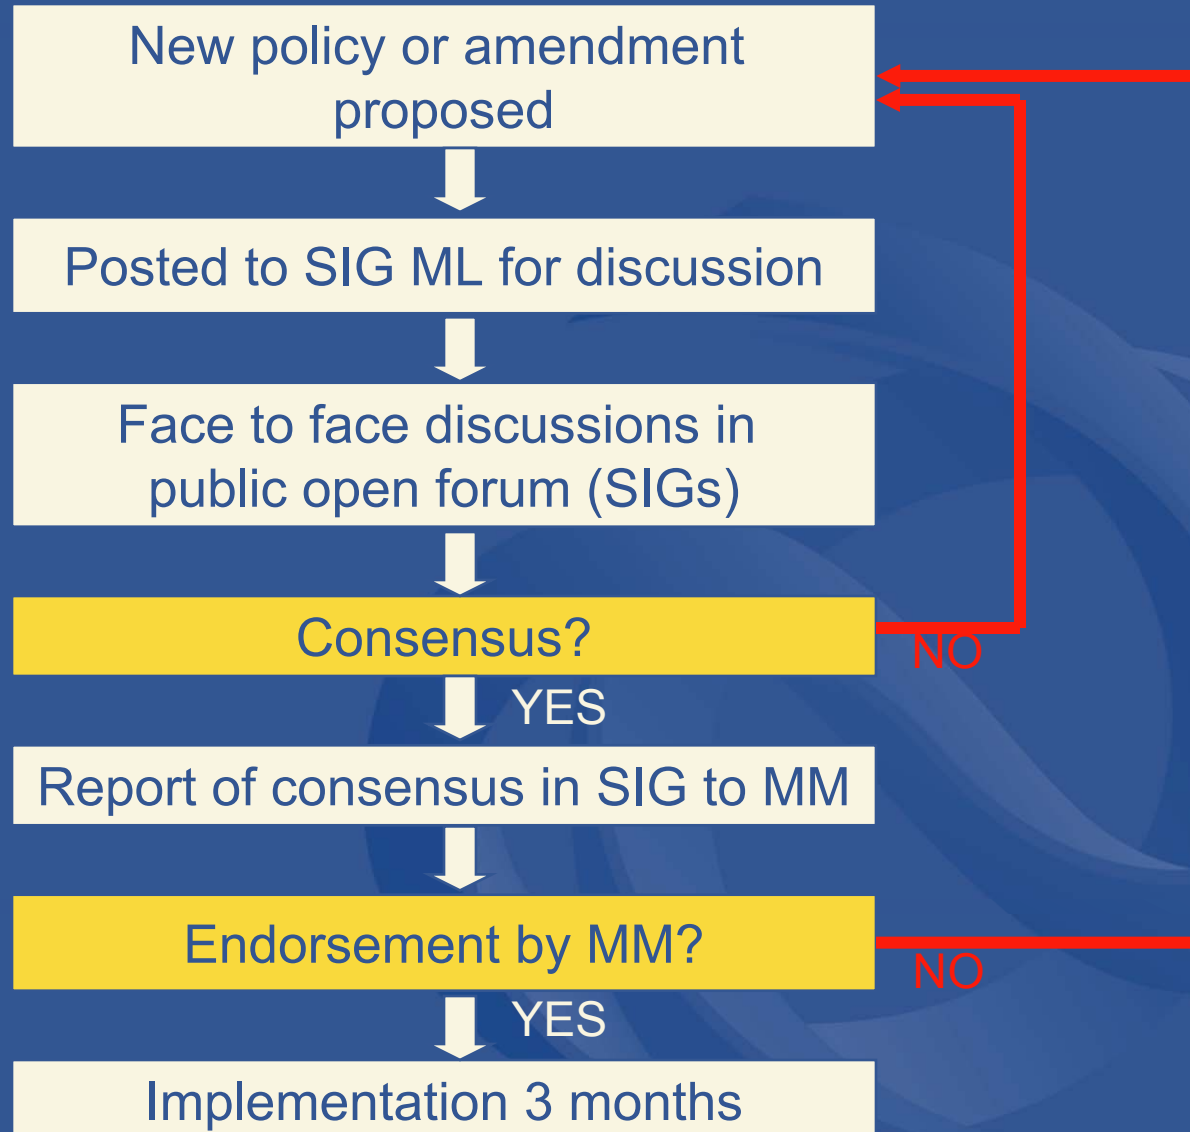 New policy or amendment
proposed
Posted to SIG ML for discussion
Face to face discussions in
public open forum (SIGs)
Consensus?
NO
YES
Report of consensus in SIG to MM
Endorsement by MM?
NO
YES
Implementation 3 months